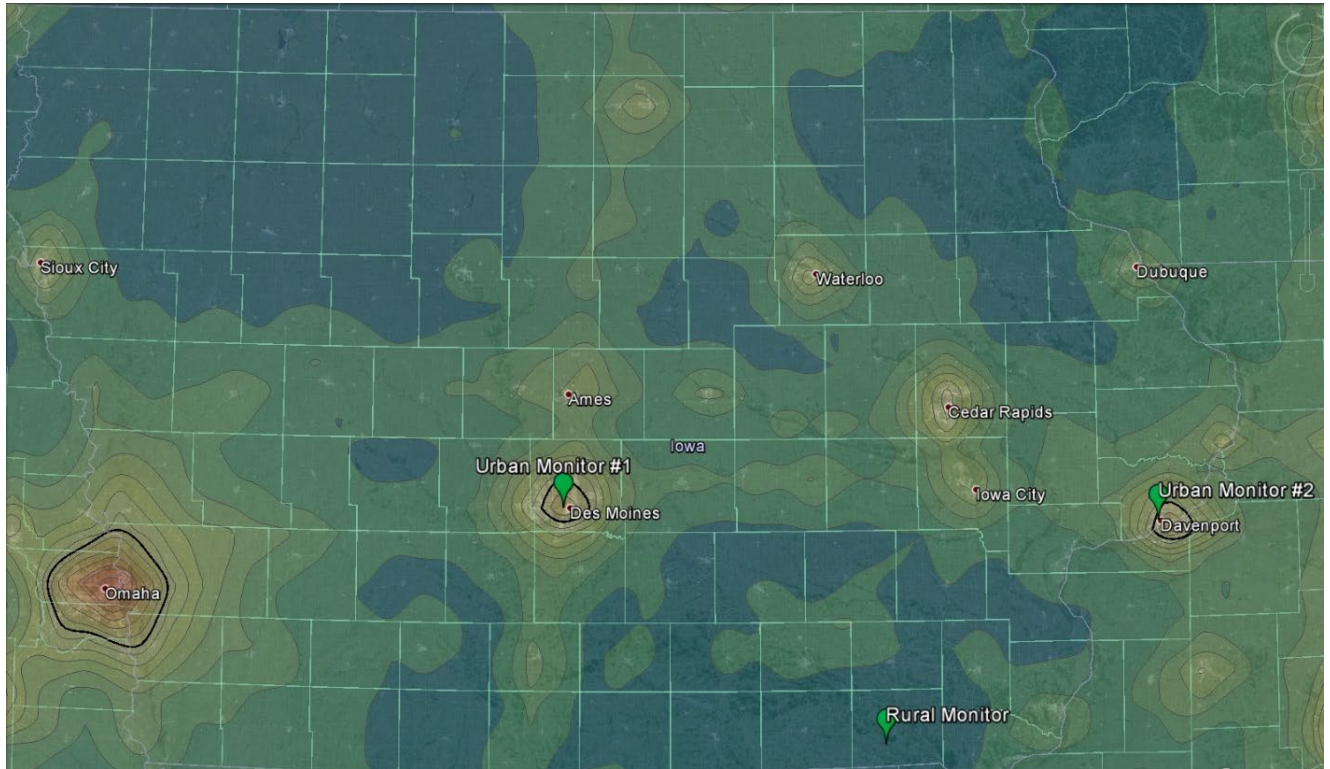 Sioux City
Waterloo
Dubuque
Ames
Cedar Rapids
Iowa
Urban Monitor #1
Iowa City
Urban Monitor #2
Des Moines
Davenport
Omaha
Rural Monitor